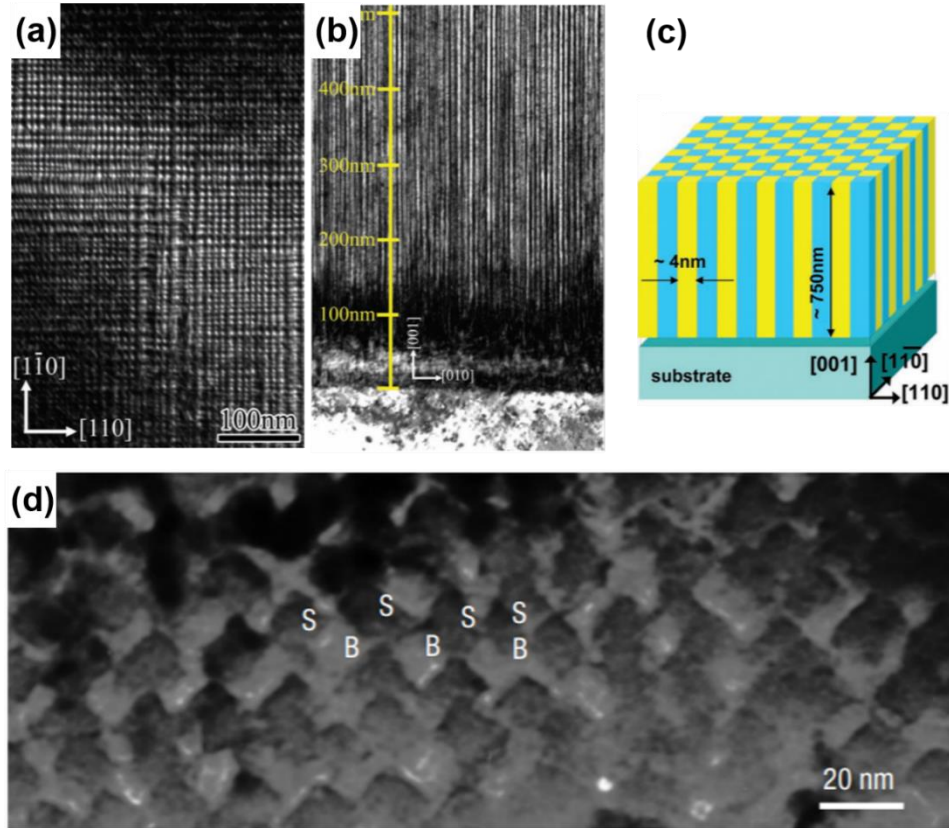 (a)
[11̅0]
[110]
100nm
(b)
400nm
300nm
200nm
100nm
[001]
[010]
(c)
~ 4nm
~ 750nm
substrate
[001]
[11̅0̅]
[110]
(d)
S S S S
B B B
20 nm